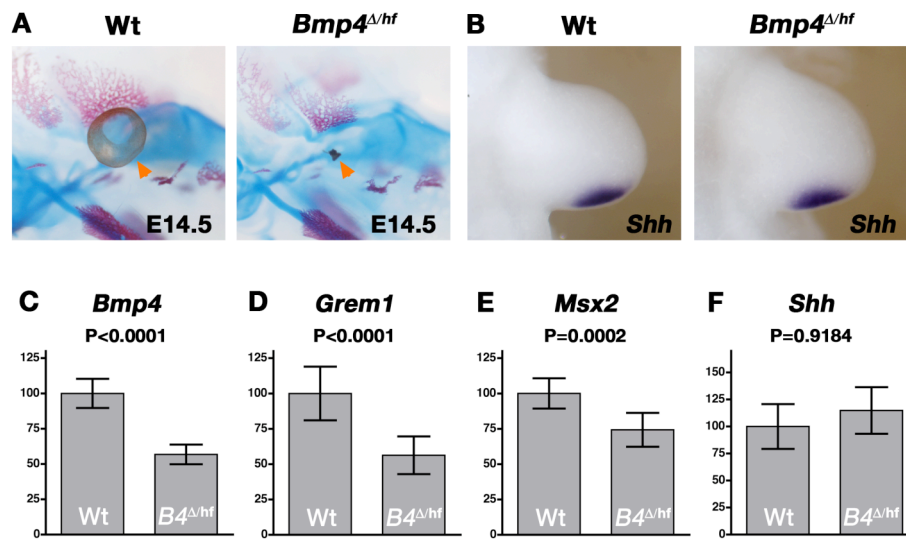 A Wt Bmp4Δ/hf B Wt Bmp4Δ/hf
E14.5 E14.5 Shh Shh
C Bmp4 D Grem1 E Msx2 F Shh
P<0.0001 P<0.0001 P=0.0002 P=0.9184
125 125 125
150
100 100 100 125
75 75 75 100
75
50 50 50
50
25 25 25 25
Wt B4Δ/hf Wt B4Δ/hf Wt B4Δ/hf Wt B4Δ/hf
0 0 0 0